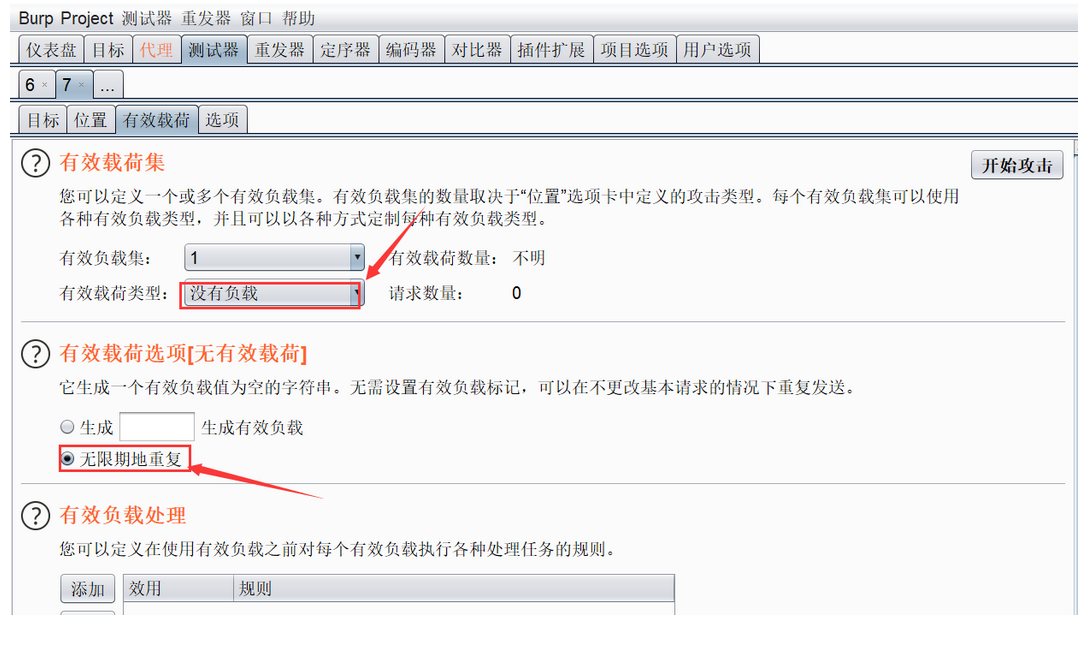 Burp Project 测试器 重发器 窗口 帮助
仪表盘 目标 代理 测试器 重发器 定序器 编码器 对比器 插件扩展 项目选项 用户选项
6 × 7 × ...
目标 位置 有效载荷 选项
? 有效载荷集 开始攻击
您可以定义一个或多个有效负载集。有效负载集的数量取决于“位置”选项卡中定义的攻击类型。每个有效负载集可以使用
各种有效负载类型，并且可以以各种方式定制每种有效负载类型。
有效负载集： 1 有效载荷数量： 不明
有效载荷类型： 没有负载 请求数量： 0
? 有效载荷选项[无有效载荷]
它生成一个有效负载值为空的字符串。无需设置有效负载标记，可以在不更改基本请求的情况下重复发送。
生成 生成有效负载
无限期地重复
? 有效负载处理
您可以定义在使用有效负载之前对每个有效负载执行各种处理任务的规则。
添加 效用 规则